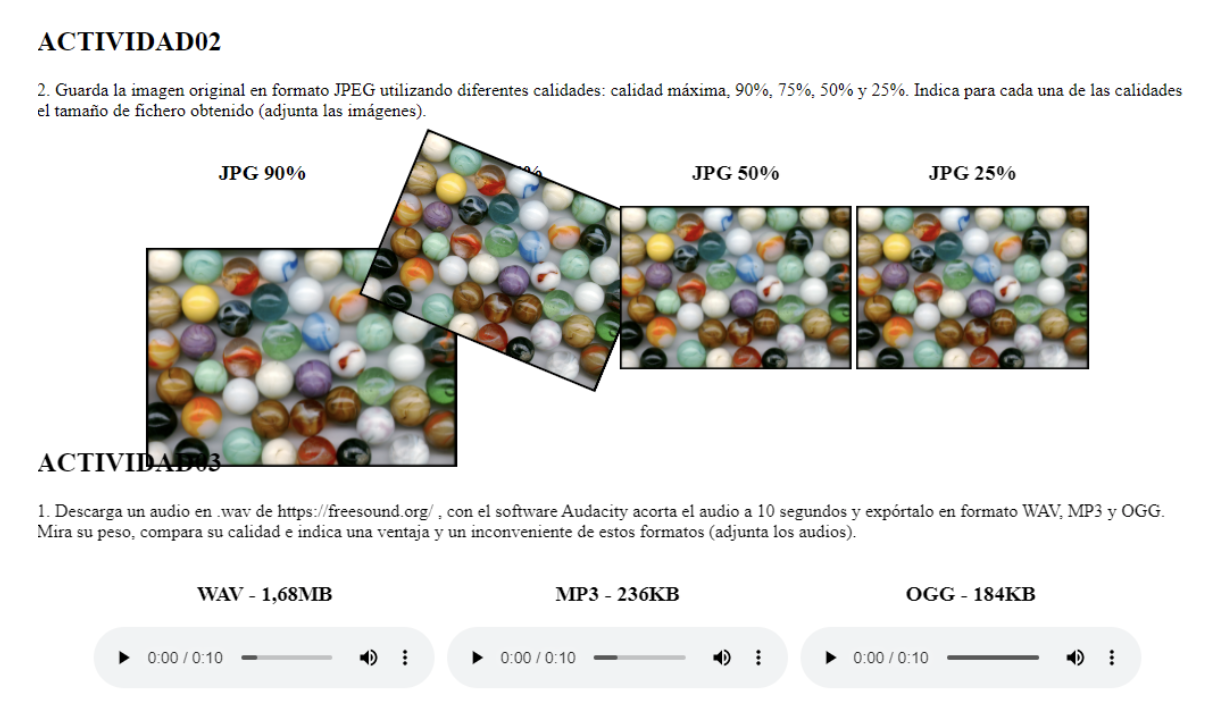 ACTIVIDAD02
2. Guarda la imagen original en formato JPEG utilizando diferentes calidades: calidad máxima, 90%, 75%, 50% y 25%. Indica para cada una de las calidades
el tamaño de fichero obtenido (adjunta las imágenes).
JPG 90%
JPG 50%
JPG 25%
ACTIVIDAD03
1. Descarga un audio en .wav de https://freesound.org/ , con el software Audacity acorta el audio a 10 segundos y expórtalo en formato WAV, MP3 y OGG.
Mira su peso, compara su calidad e indica una ventaja y un inconveniente de estos formatos (adjunta los audios).
WAV - 1,68MB
MP3 - 236KB
OGG - 184KB
0:00 / 0:10
0:00 / 0:10
0:00 / 0:10